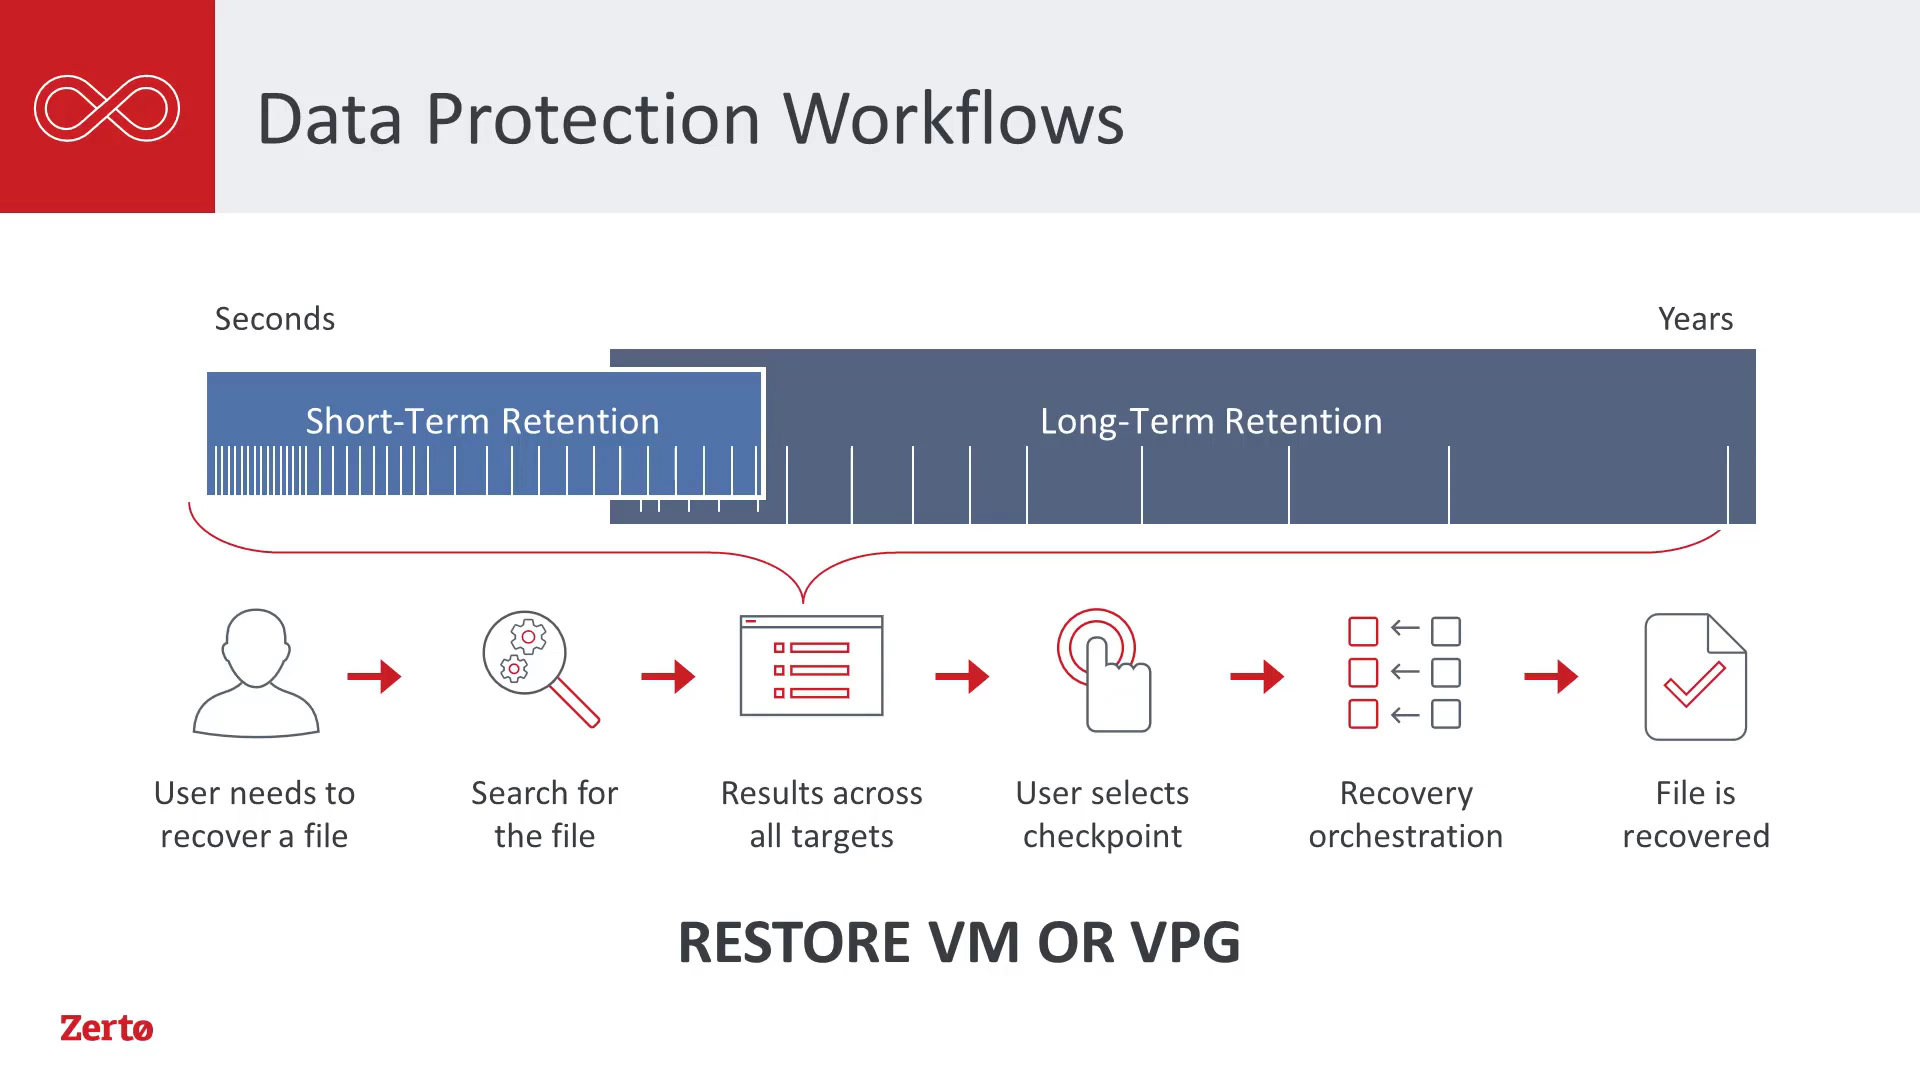 Data Protection Workflows
Seconds
Years
Short-Term Retention
Long-Term Retention
User needs to
recover a file
Search for
the file
Results across
all targets
User selects
checkpoint
Recovery
orchestration
File is
recovered
RESTORE VM OR VPG
Zerto